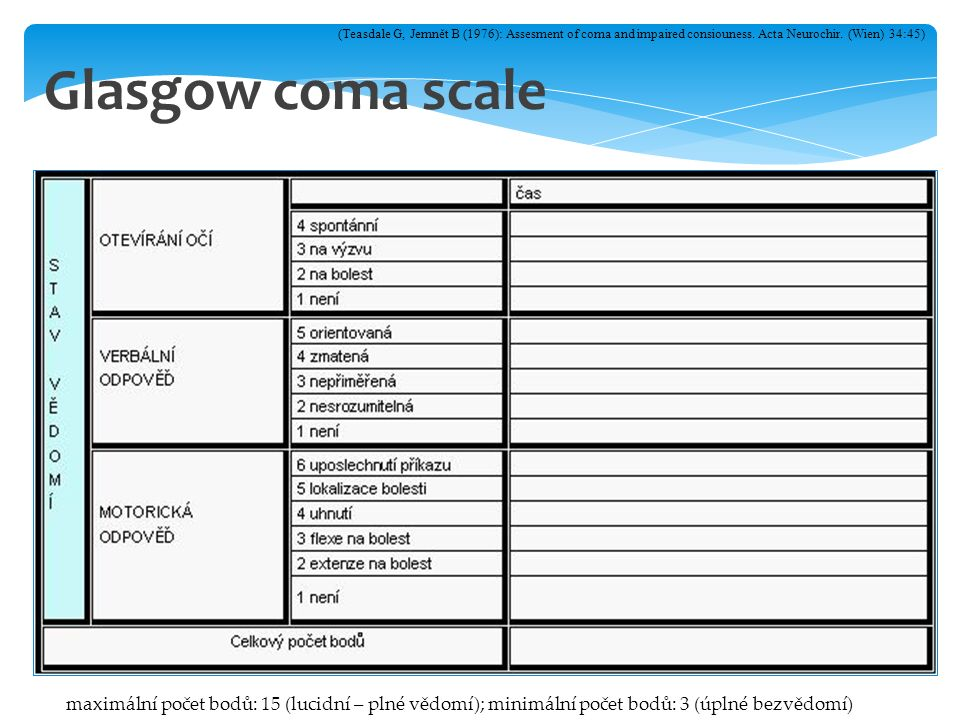 (Teasdale G, Jemnět B (1976): Assesment of coma and impaired consiouness. Acta Neurochir. (Wien) 34:45)
Glasgow coma scale
STAV VĚDOMÍ
čas
OTEVÍRÁNÍ OČÍ
4 spontánní
3 na výzvu
2 na bolest
1 není
VERBÁLNÍ
ODPOVĚĎ
5 orientovaná
4 zmatená
3 nepřiměřená
2 nesrozumitelná
1 není
MOTORICKÁ
ODPOVĚĎ
6 uposlechnutí příkazu
5 lokalizace bolesti
4 uhnutí
3 flexe na bolest
2 extenze na bolest
1 není
Celkový počet bodů
maximální počet bodů: 15 (lucidní – plné vědomí); minimální počet bodů: 3 (úplné bezvědomí)